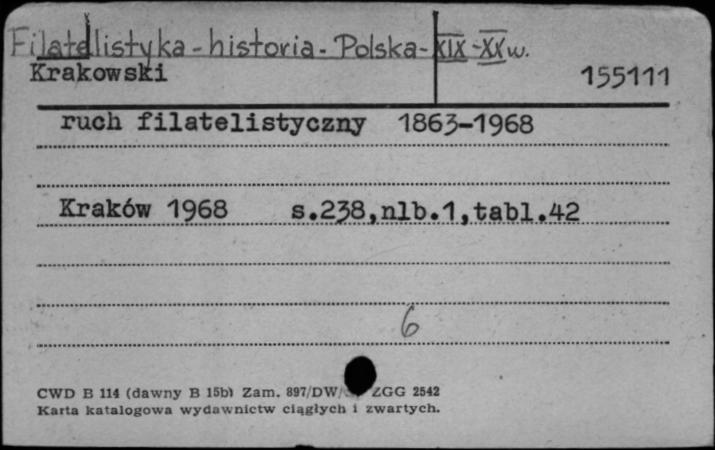 Filatelistyka - historia - Polska - XIX - XX w.
Krakowski 155111
ruch filatelistyczny 1863-1968
Kraków 1968 s.238,nlb.1,tabl.42
6
CWD B 114 (dawny B 15b) Zam. 897/DW/ ZGG 2542
Karta katalogowa wydawnictw ciągłych i zwartych.